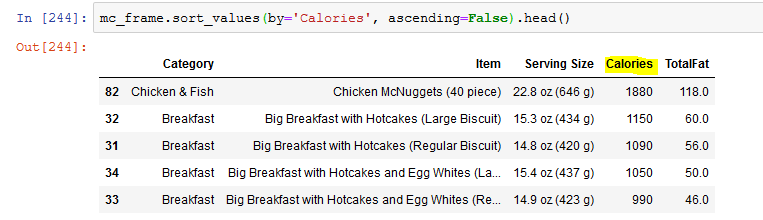 In [244]: mc_frame.sort_values(by='Calories', ascending=False).head()
Out[244]:
Category Item Serving Size Calories TotalFat
82 Chicken & Fish Chicken McNuggets (40 piece) 22.8 oz (646 g) 1880 118.0
32 Breakfast Big Breakfast with Hotcakes (Large Biscuit) 15.3 oz (434 g) 1150 60.0
31 Breakfast Big Breakfast with Hotcakes (Regular Biscuit) 14.8 oz (420 g) 1090 56.0
34 Breakfast Big Breakfast with Hotcakes and Egg Whites (La... 15.4 oz (437 g) 1050 50.0
33 Breakfast Big Breakfast with Hotcakes and Egg Whites (Re... 14.9 oz (423 g) 990 46.0